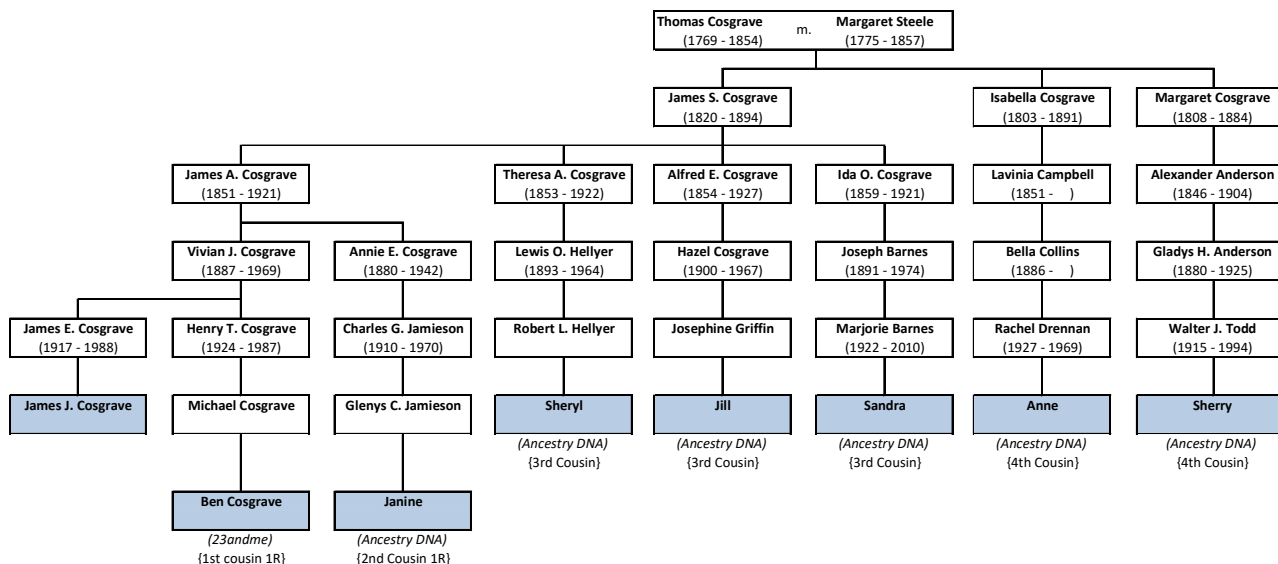 Thomas Cosgrave m. Margaret Steele
(1769 - 1854) (1775 - 1857)
James S. Cosgrave Isabella Cosgrave Margaret Cosgrave
(1820 - 1894) (1803 - 1891) (1808 - 1884)
James A. Cosgrave Theresa A. Cosgrave Alfred E. Cosgrave Ida O. Cosgrave Lavinia Campbell Alexander Anderson
(1851 - 1921) (1853 - 1922) (1854 - 1927) (1859 - 1921) (1851 - ) (1846 - 1904)
Vivian J. Cosgrave Annie E. Cosgrave Lewis O. Hellyer Hazel Cosgrave Joseph Barnes Bella Collins Gladys H. Anderson
(1887 - 1969) (1880 - 1942) (1893 - 1964) (1900 - 1967) (1891 - 1974) (1886 - ) (1880 - 1925)
James E. Cosgrave Henry T. Cosgrave Charles G. Jamieson Robert L. Hellyer Josephine Griffin Marjorie Barnes Rachel Drennan Walter J. Todd
(1917 - 1988) (1924 - 1987) (1910 - 1970) (1922 - 2010) (1927 - 1969) (1915 - 1994)
James J. Cosgrave Michael Cosgrave Glenys C. Jamieson Sheryl Jill Sandra Anne Sherry
(Ancestry DNA) (Ancestry DNA) (Ancestry DNA) (Ancestry DNA) (Ancestry DNA)
{3rd Cousin} {3rd Cousin} {3rd Cousin} {4th Cousin} {4th Cousin}
Ben Cosgrave Janine
(23andme) (Ancestry DNA)
{1st cousin 1R} {2nd Cousin 1R}